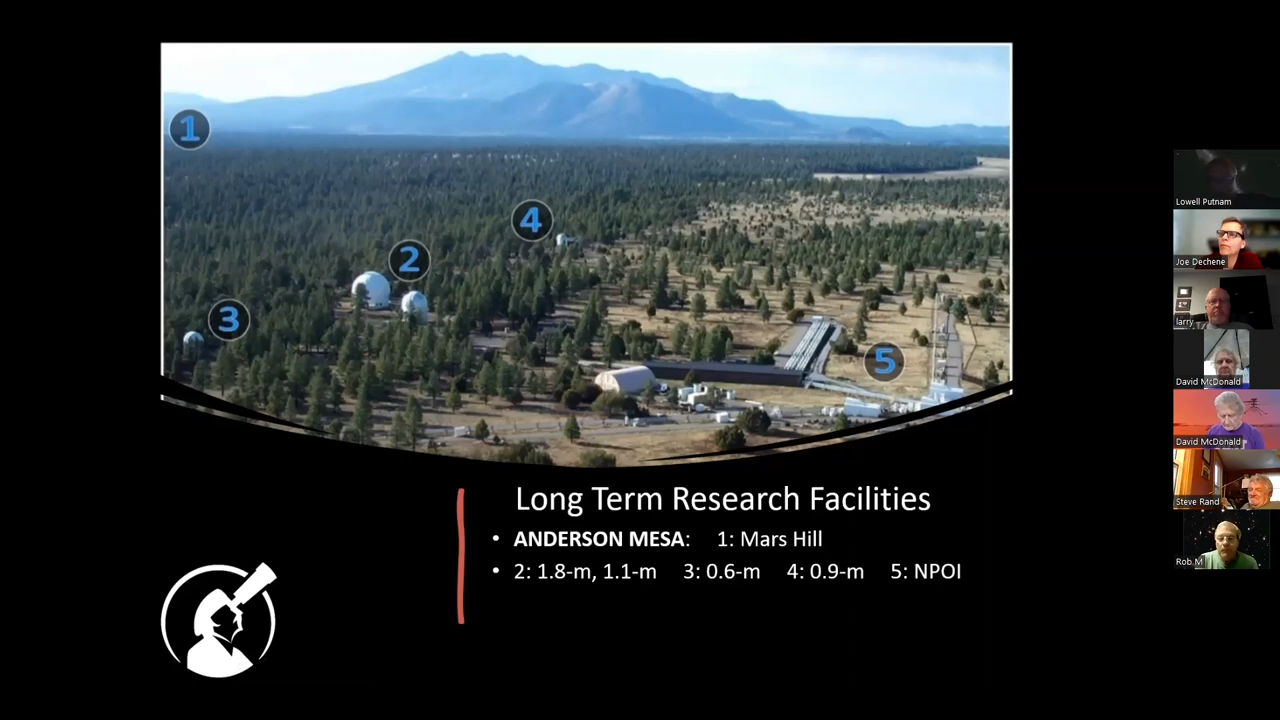 1
2
3
4
5
Long Term Research Facilities
• ANDERSON MESA: 1: Mars Hill
• 2: 1.8-m, 1.1-m 3: 0.6-m 4: 0.9-m 5: NPOI
Lowell Putnam
Joe Dechene
larry
David McDonald
David McDonald
Steve Rand
Rob.M